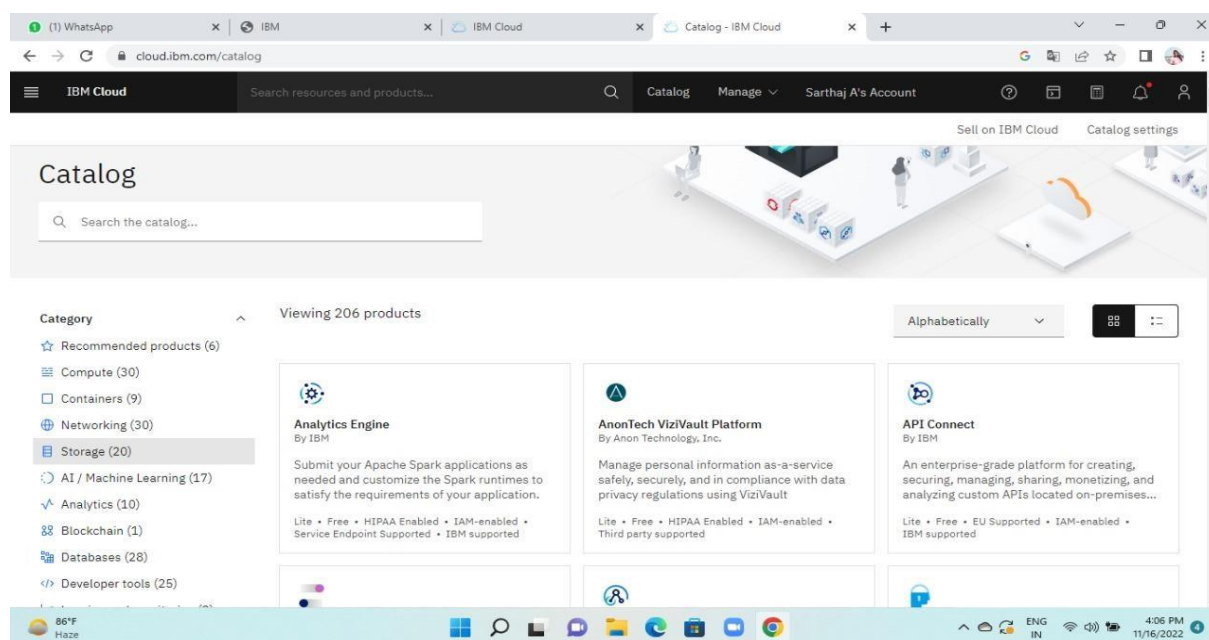 (1) WhatsApp
IBM
IBM Cloud
Catalog - IBM Cloud
cloud.ibm.com/catalog
IBM Cloud
Search resources and products...
Catalog
Manage
Sarthaj A's Account
Sell on IBM Cloud
Catalog settings
Catalog
Search the catalog...
Category
Recommended products (6)
Compute (30)
Containers (9)
Networking (30)
Storage (20)
AI / Machine Learning (17)
Analytics (10)
Blockchain (1)
Databases (28)
Developer tools (25)
Viewing 206 products
Alphabetically
Analytics Engine
By IBM
Submit your Apache Spark applications as
needed and customize the Spark runtimes to
satisfy the requirements of your application.
Lite • Free • HIPAA Enabled • IAM-enabled •
Service Endpoint Supported • IBM supported
AnonTech ViziVault Platform
By Anon Technology, Inc.
Manage personal information as-a-service
safely, securely, and in compliance with data
privacy regulations using ViziVault
Lite • Free • HIPAA Enabled • IAM-enabled •
Third party supported
API Connect
By IBM
An enterprise-grade platform for creating,
securing, managing, sharing, monetizing, and
analyzing custom APIs located on-premises...
Lite • Free • EU Supported • IAM-enabled •
IBM supported
86°F
Haze
ENG
IN
4:06 PM
11/16/2022
4